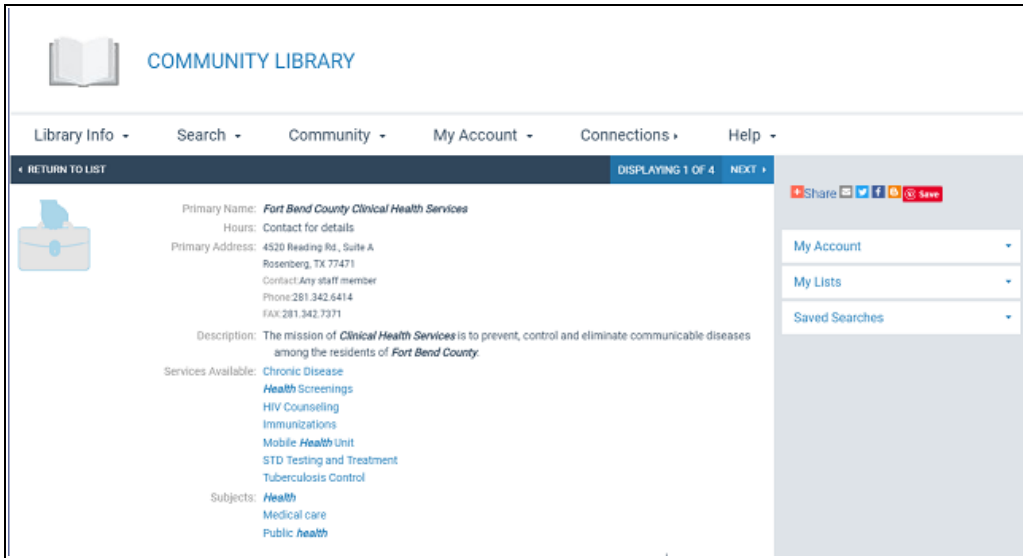 COMMUNITY LIBRARY
Library Info
Search
Community
My Account
Connections
Help
RETURN TO LIST
DISPLAYING 1 OF 4 NEXT
Share Save
My Account
My Lists
Saved Searches
Primary Name: Fort Bend County Clinical Health Services
Hours: Contact for details
Primary Address: 4520 Reading Rd., Suite A
Rosenberg, TX 77471
Contact:Any staff member
Phone:281.342.6414
FAX:281.342.7371
Description: The mission of Clinical Health Services is to prevent, control and eliminate communicable diseases
among the residents of Fort Bend County.
Services Available: Chronic Disease
Health Screenings
HIV Counseling
Immunizations
Mobile Health Unit
STD Testing and Treatment
Tuberculosis Control
Subjects: Health
Medical care
Public health